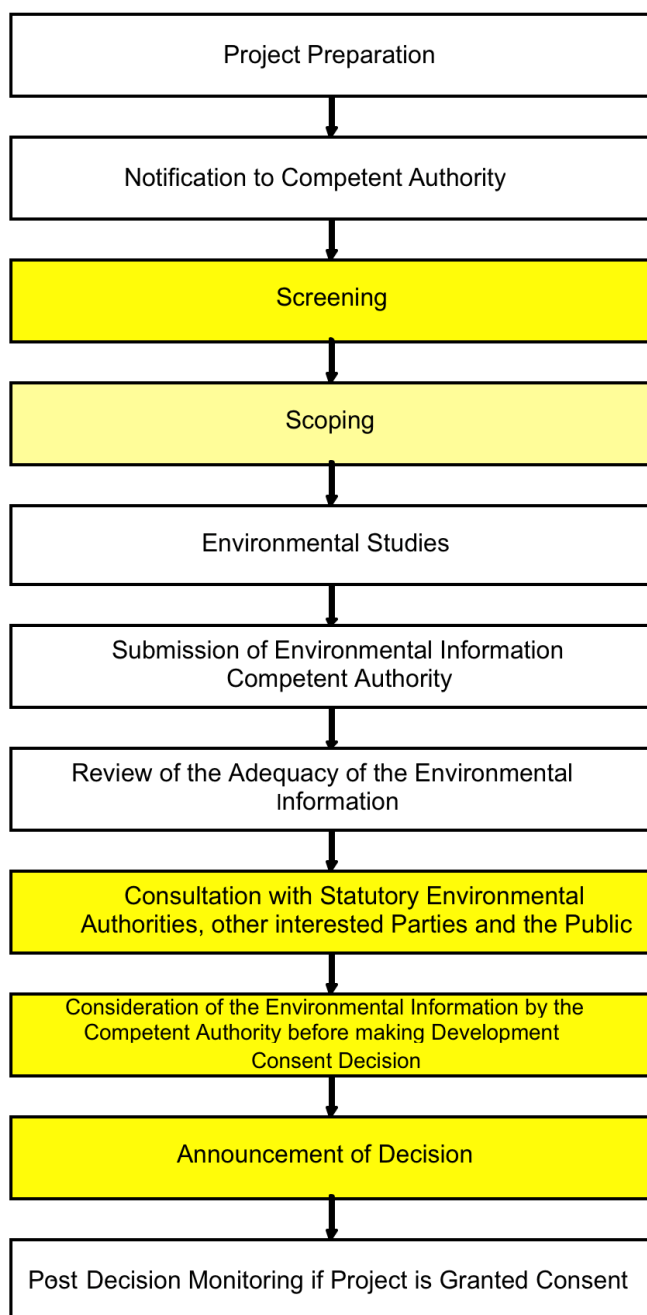 Project Preparation
Notification to Competent Authority
Screening
Scoping
Environmental Studies
Submission of Environmental Information
Competent Authority
Review of the Adequacy of the Environmental
Information
Consultation with Statutory Environmental
Authorities, other interested Parties and the Public
Consideration of the Environmental Information by the
Competent Authority before making Development
Consent Decision
Announcement of Decision
Post Decision Monitoring if Project is Granted Consent